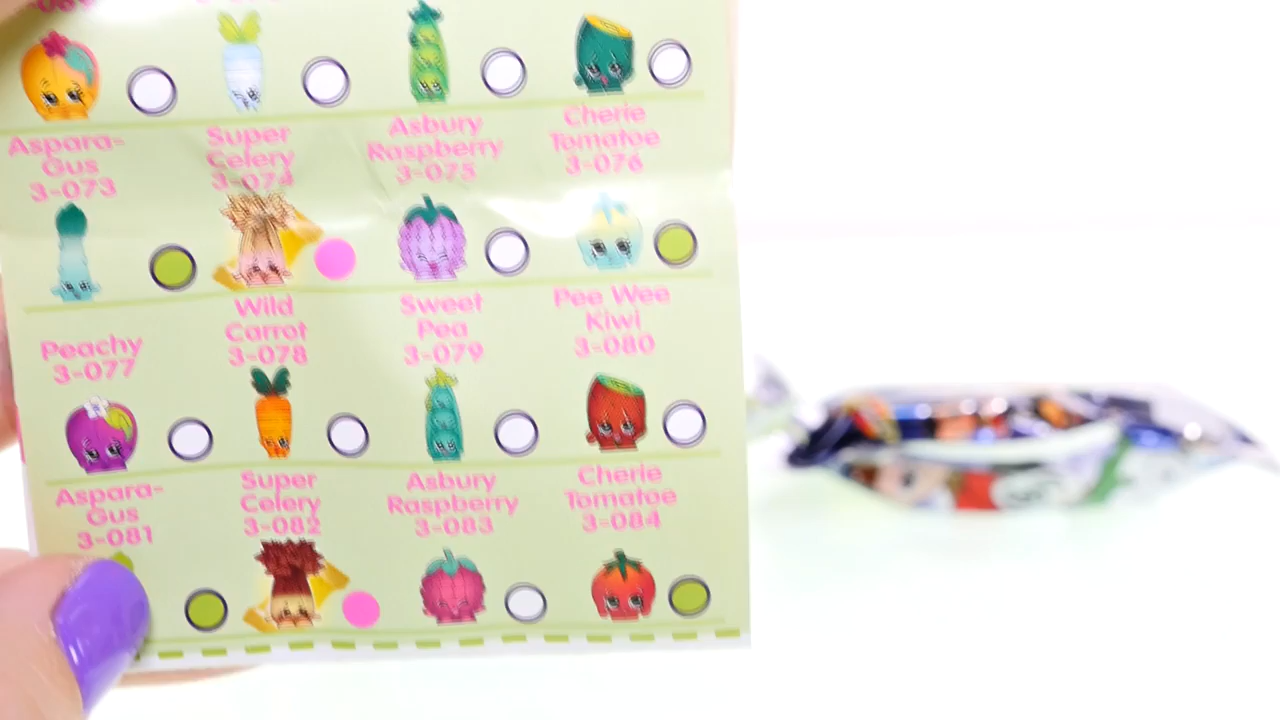 Aspara-
Gus
3-073
Super
Celery
3-074
Asbury
Raspberry
3-075
Cherie
Tomatoe
3-076
Peachy
3-077
Wild
Carrot
3-078
Sweet
Pea
3-079
Pee Wee
Kiwi
3-080
Aspara-
Gus
3-081
Super
Celery
3-082
Asbury
Raspberry
3-083
Cherie
Tomatoe
3-084